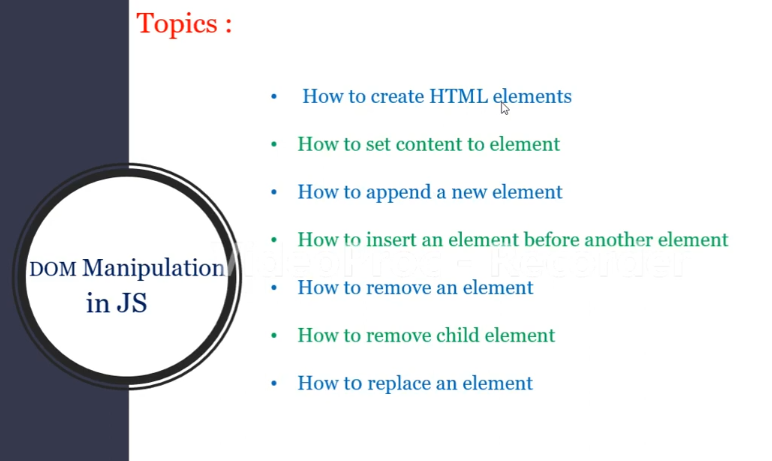 Topics :
How to create HTML elements
How to set content to element
How to append a new element
How to insert an element before another element
How to remove an element
How to remove child element
How to replace an element
DOM Manipulation
in JS